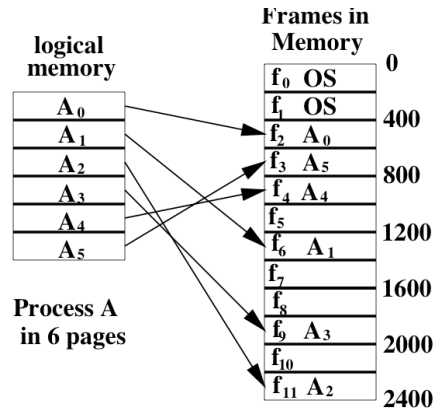 Frames in
Memory
logical
memory
0
f0 OS
f1 OS
400
A0
f2 A0
A1
f3 A5
800
A2
f4 A4
A3
f5
1200
A4
f6 A1
A5
f7
1600
f8
Process A
in 6 pages
f9 A3
2000
f10
f11 A2
2400